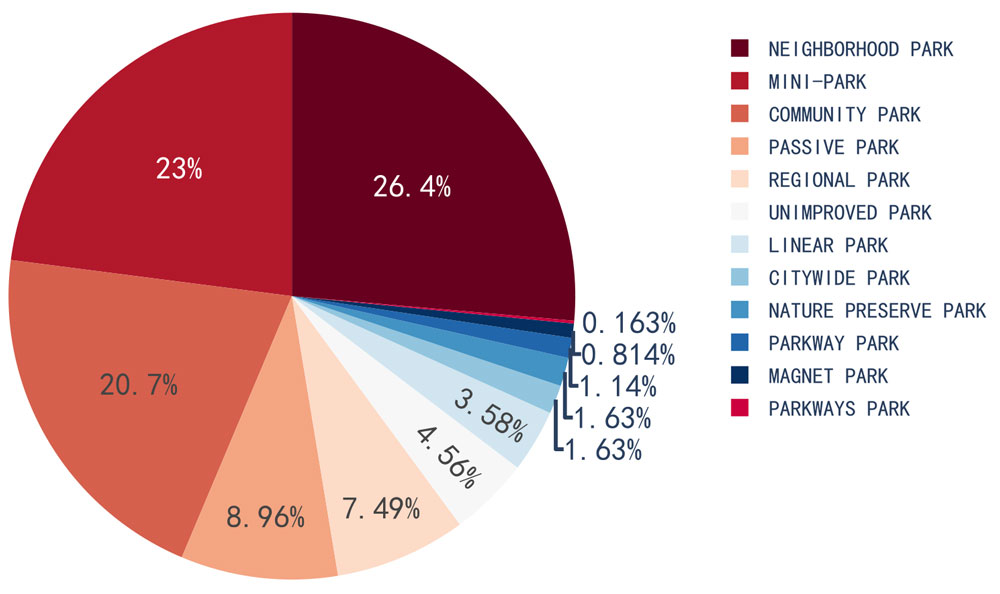 23%
26.4%
20.7%
8.96%
7.49%
4.56%
3.58%
0.163%
0.814%
1.14%
1.63%
1.63%
NEIGHBORHOOD PARK
MINI-PARK
COMMUNITY PARK
PASSIVE PARK
REGIONAL PARK
UNIMPROVED PARK
LINEAR PARK
CITYWIDE PARK
NATURE PRESERVE PARK
PARKWAY PARK
MAGNET PARK
PARKWAYS PARK